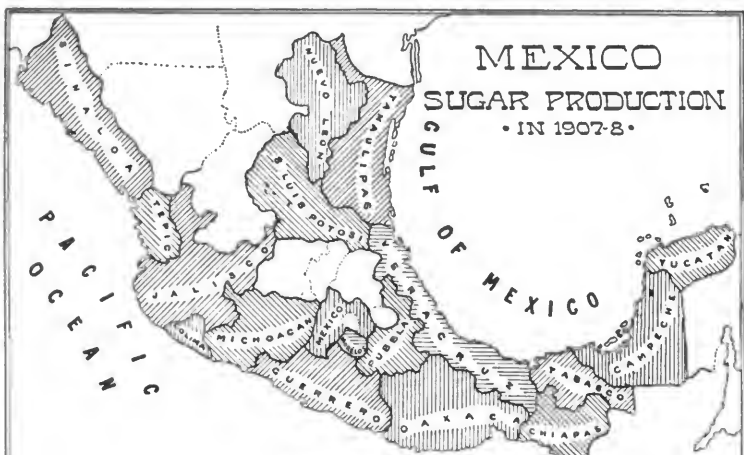 MEXICO
SUGAR PRODUCTION
• IN 1907-8 •
SINALOA
NUEVO LEN
TAMAULIPAS
GULF OF MEXICO
S LUIS POTOSI
TEPIC
PACIFIC
OCEAN
JALISCO
VERACRUZ
YUCATAN
CAMPECHE
COLIMA
MICHOACAN
MEXICO
PUEBLA
TABASCO
GUERRERO
OAXACA
CHIAPAS